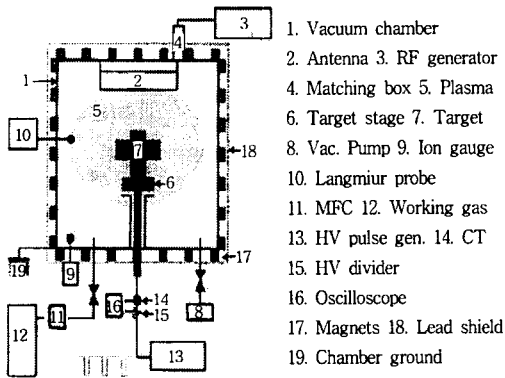 3
4
2
1
5
10
7
18
6
19
9
17
14
16
15
8
11
12
13
1. Vacuum chamber
2. Antenna 3. RF generator
4. Matching box 5. Plasma
6. Target stage 7. Target
8. Vac. Pump 9. Ion gauge
10. Langmiur probe
11. MFC 12. Working gas
13. HV pulse gen. 14. CT
15. HV divider
16. Oscilloscope
17. Magnets 18. Lead shield
19. Chamber ground